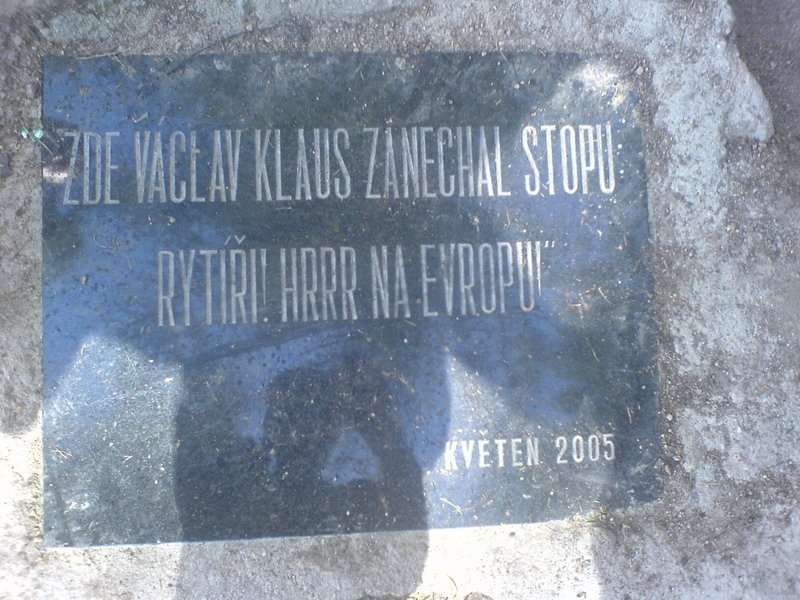 ZDE VÁCLAV KLAUS ZANECHAL STOPU
RYTÍŘI! HRRR NA EVROPU!"
KVĚTEN 2005